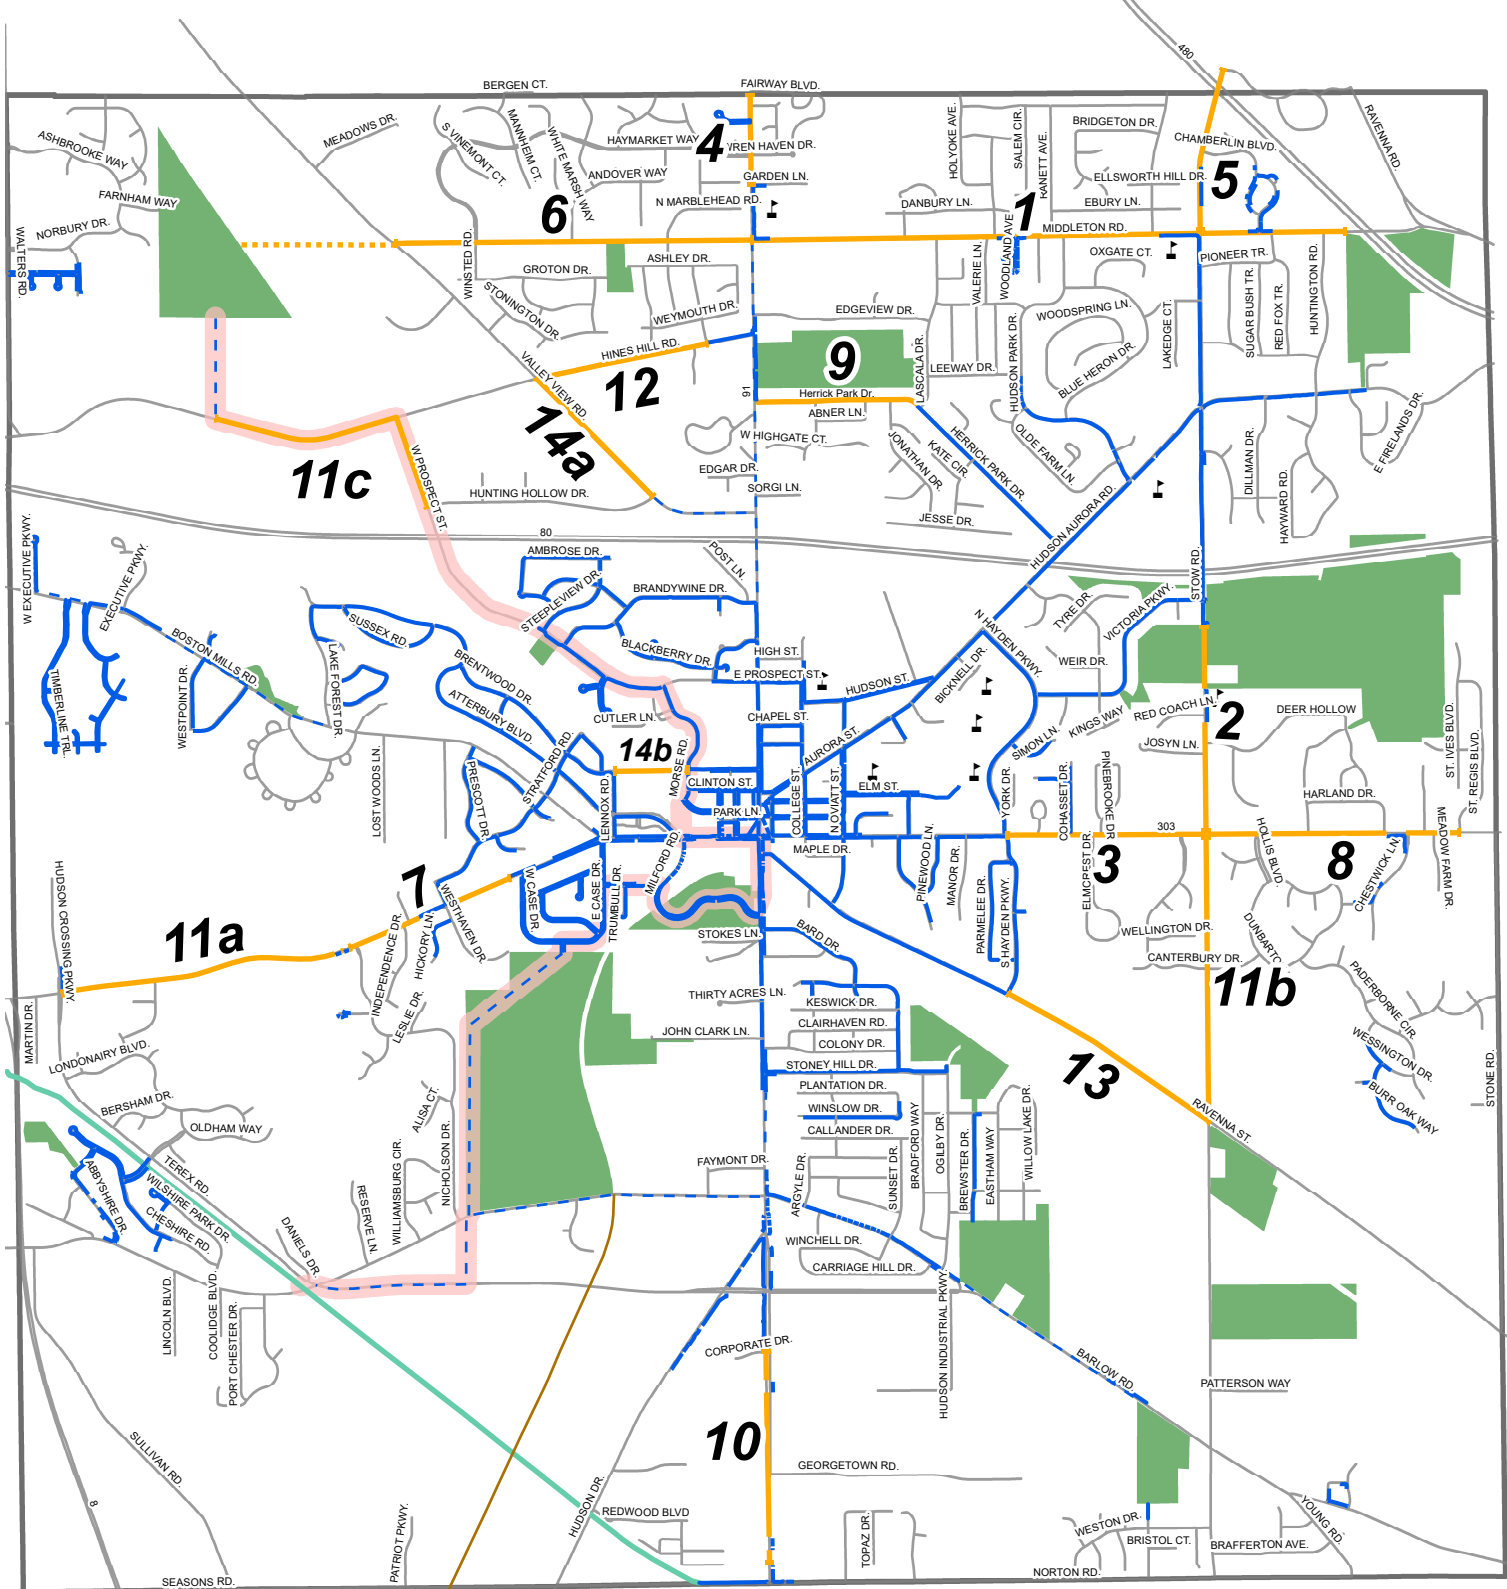 480
BERGEN CT.
FAIRWAY BLVD.
RAVENNA RD.
ASHBROOKE WAY
MEADOWS DR.
S VINEMONT CT.
MANNHEIM CT.
WHITE MARSH WAY
HAYMARKET WAY
4
WREN HAVEN DR.
HOLYOKE AVE.
SALEM CIR.
RANETT AVE.
BRIDGETON DR.
CHAMBERLIN BLVD.
ANDOVER WAY
GARDEN LN.
ELLSWORTH HILL DR.
5
FARNHAM WAY
6
N MARBLEHEAD RD.
DANBURY LN.
1
EBURY LN.
NORBURY DR.
WALTERS RD.
WINSTED RD.
MIDDLETON RD.
WOODLAND AVE.
VALERIE LN.
OXGATE CT.
PIONEER TR.
HUNTINGTON RD.
ASHLEY DR.
GROTON DR.
STONINGTON DR.
WEYMOUTH DR.
EDGEVIEW DR.
WOODSPRING LN.
LAKEDGE CT.
SUGAR BUSH TR.
RED FOX TR.
HINES HILL RD.
VALLEY VIEW RD.
12
9
LASCALA DR.
LEEWAY DR.
HUDSON PARK DR.
BLUE HERON DR.
91
Herrick Park Dr.
ABNER LN.
14a
W HIGHGATE CT.
JONATHAN DR.
KATE CIR.
HERRICK PARK DR.
OLDE FARM LN.
DILLMAN DR.
E FIRELANDS DR.
W PROSPECT ST.
11c
EDGAR DR.
SORGI LN.
HUNTING HOLLOW DR.
HAYWARD RD.
JESSE DR.
HUDSON AURORA RD.
80
W EXECUTIVE PKWY.
EXECUTIVE PKWY.
AMBROSE DR.
POST LN.
STOW RD.
STEEPLEVIEW DR.
BRANDYWINE DR.
TYRE DR.
VICTORIA PKWY.
SUSSEX RD.
BOSTON MILLS RD.
N HAYDEN PKWY.
LAKE FOREST DR.
BLACKBERRY DR.
HIGH ST.
BRENTWOOD DR.
WEIR DR.
TIMBERLINE TRL.
WESTPOINT DR.
E PROSPECT ST.
HUDSON ST.
BICKNELL DR.
ATTERBURY BLVD.
CUTLER LN.
CHAPEL ST.
KINGS WAY
RED COACH LN.
2
DEER HOLLOW
ST. IVES BLVD.
ST. REGIS BLVD.
LOST WOODS LN.
STRATFORD RD.
14b
MORSE RD.
AURORA ST.
SIMON LN.
JOSYN LN.
PRESCOTT DR.
LENNOX RD.
CLINTON ST.
COLLEGE ST.
N OVIATT ST.
ELM ST.
YORK DR.
COHASSET DR.
PINEBROOKE DR.
HARLAND DR.
PARK LN.
303
MEADOW FARM DR.
MILFORD RD.
MAPLE DR.
PINEWOOD LN.
MANOR DR.
ELMCREST DR.
3
HOLLIS BLVD.
8
CHESTWICK LN.
HUDSON CROSSING PKWY.
7
WESTHAVEN DR.
W CASE DR.
E CASE DR.
TRUMBULL DR.
PARMELEE DR.
S HAYDEN PKWY.
11a
INDEPENDENCE DR.
HICKORY LN.
STOKES LN.
BARD DR.
WELLINGTON DR.
CANTERBURY DR.
11b
LESLIE DR.
THIRTY ACRES LN.
KESWICK DR.
PADERBORNE CIR.
MARTIN DR.
JOHN CLARK LN.
CLAIRHAVEN RD.
COLONY DR.
WESSINGTON DR.
LONDONAIRY BLVD.
STONEY HILL DR.
13
STONE RD.
BERSHAM DR.
ALISA CT.
PLANTATION DR.
WINSLOW DR.
BURR OAK WAY
OLDHAM WAY
CALLANDER DR.
BRADFORD WAY
OGILBY DR.
WILLOW LAKE DR.
RAVENNA ST.
NICHOLSON DR.
FAYMONT DR.
ARGYLE DR.
SUNSET DR.
BREWSTER DR.
EASTHAM WAY
ABBYSHIRE DR.
TEREX RD.
WILSHIRE PARK DR.
CHESHIRE RD.
WILLIAMSBURG CIR.
RESERVE LN.
DANIELS DR.
WINCHELL DR.
CARRIAGE HILL DR.
LINCOLN BLVD.
COOLIDGE BLVD.
PORT CHESTER DR.
HUDSON INDUSTRIAL PKWY.
CORPORATE DR.
BARLOW RD.
PATTERSON WAY
10
SULLIVAN RD.
GEORGETOWN RD.
8
HUDSON DR.
REDWOOD BLVD
PATRIOT PKWY.
TOPAZ DR.
WESTON DR.
BRISTOL CT.
YOUNG RD.
BRAFFERTON AVE.
SEASONS RD.
NORTON RD.